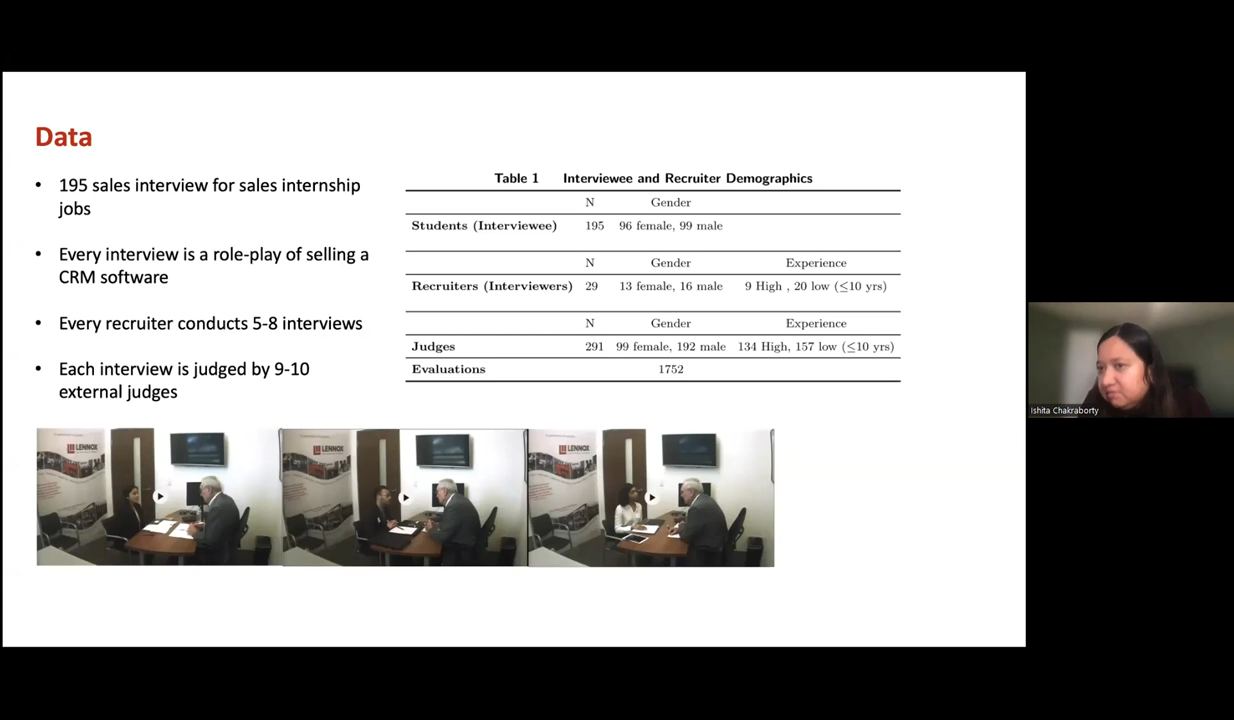 Data
• 195 sales interview for sales internship
jobs
• Every interview is a role-play of selling a
CRM software
• Every recruiter conducts 5-8 interviews
• Each interview is judged by 9-10
external judges
Table 1 Interviewee and Recruiter Demographics
N Gender
Students (Interviewee) 195 96 female, 99 male
N Gender Experience
Recruiters (Interviewers) 29 13 female, 16 male 9 High , 20 low (≤10 yrs)
N Gender Experience
Judges 291 99 female, 192 male 134 High, 157 low (≤10 yrs)
Evaluations 1752
LENNOX
LENNOX
LENNOX
Ishita Chakraborty